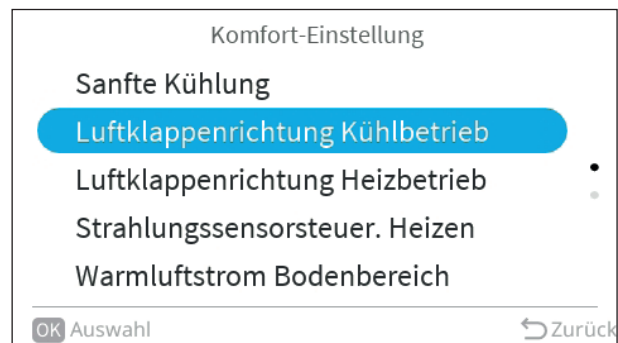 Komfort-Einstellung
Sanfte Kühlung
Luftklappenrichtung Kühlbetrieb
Luftklappenrichtung Heizbetrieb
Strahlungssensorsteuer. Heizen
Warmluftstrom Bodenbereich
OK Auswahl Zurück